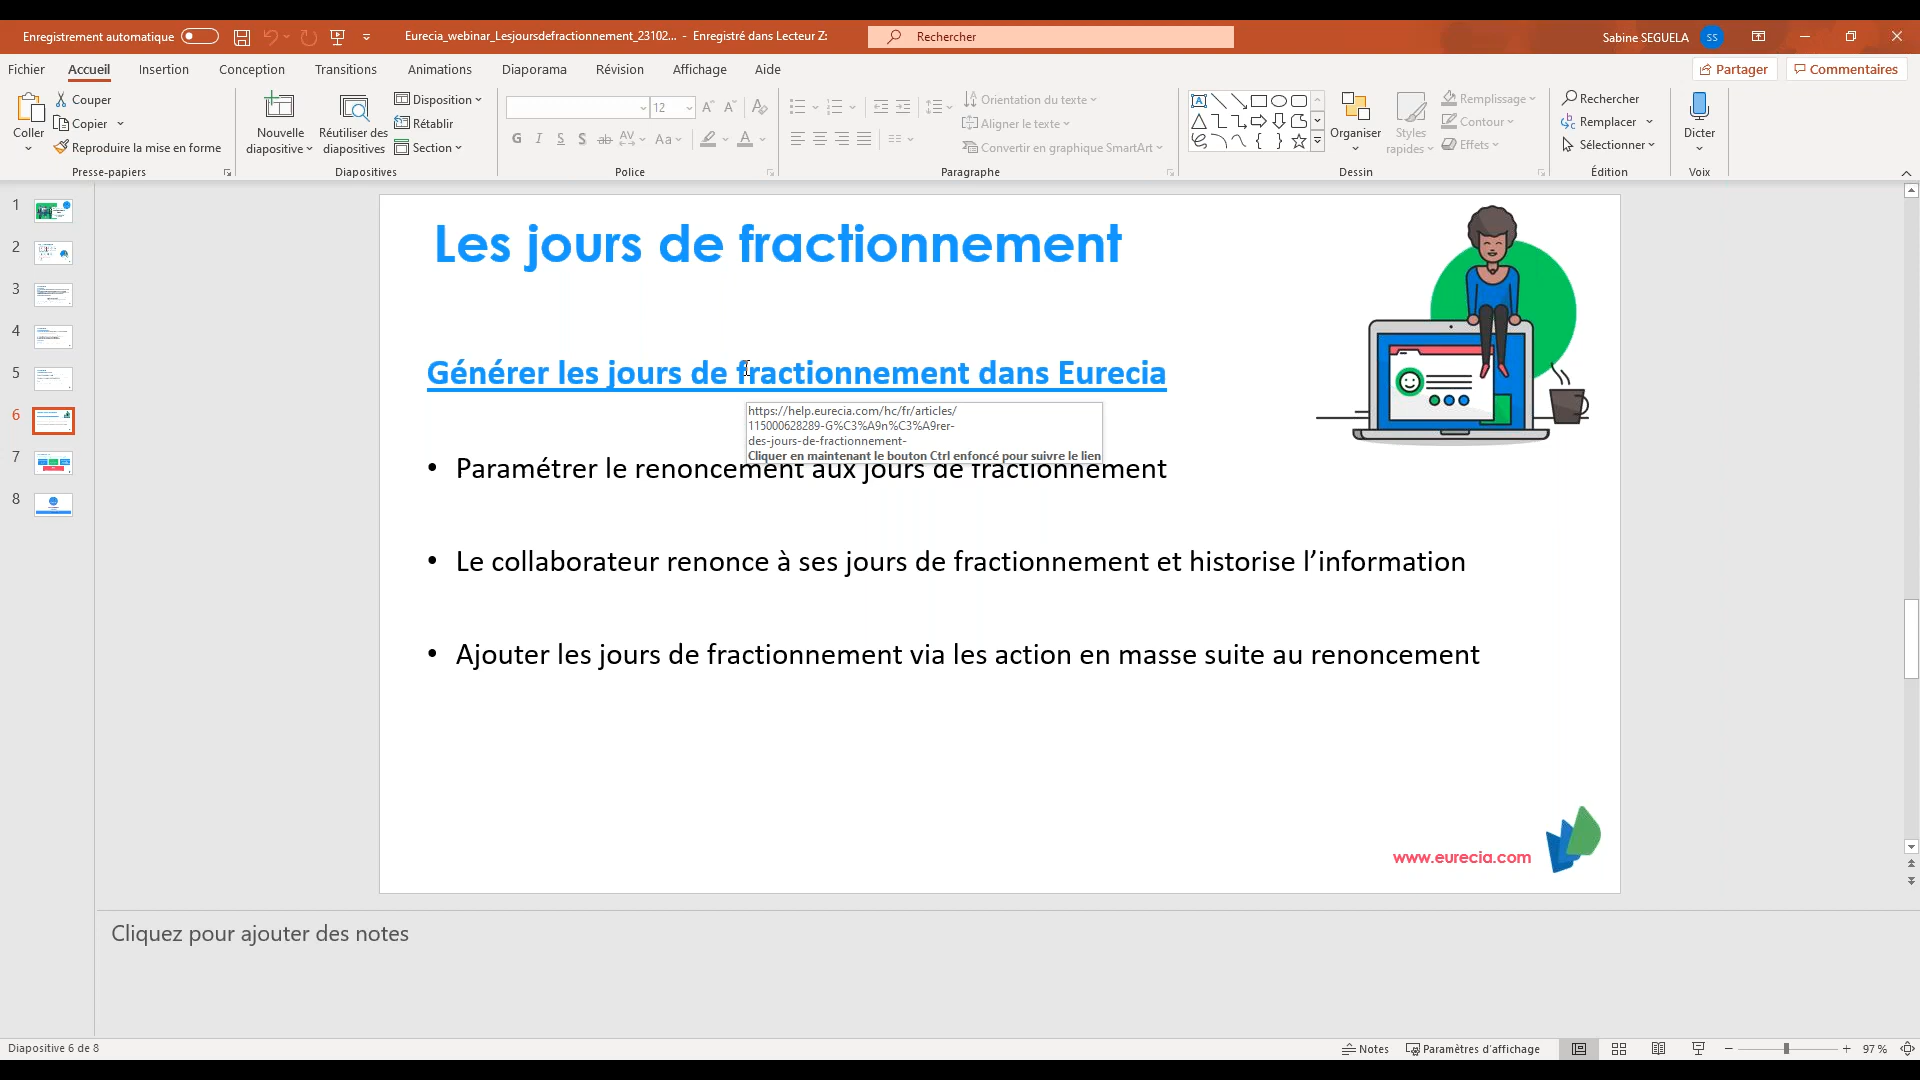 Enregistrement automatique
Eurecia_webinar_Lesjoursdefractionnement_23102... - Enregistré dans Lecteur Z:
Rechercher
Sabine SEGUELA
SS
Fichier Accueil Insertion Conception Transitions Animations Diaporama Révision Affichage Aide
Partager Commentaires
Coller
Couper
Copier
Reproduire la mise en forme
Presse-papiers
Nouvelle
diapositive
Réutiliser des
diapositives
Disposition
Rétablir
Section
Diapositives
12
G I S S ab AV Aa A
Police
Orientation du texte
Aligner le texte
Convertir en graphique SmartArt
Paragraphe
Organiser
Styles
rapides
Remplissage
Contour
Effets
Dessin
Rechercher
Remplacer
Sélectionner
Édition
Dicter
Voix
1
2
3
4
5
6
7
8
Les jours de fractionnement
Générer les jours de fractionnement dans Eurecia
https://help.eurecia.com/hc/fr/articles/
115000628289-G%C3%A9n%C3%A9rer-
des-jours-de-fractionnement-
Cliquer en maintenant le bouton Ctrl enfoncé pour suivre le lien
• Paramétrer le renoncement aux jours de fractionnement
• Le collaborateur renonce à ses jours de fractionnement et historise l’information
• Ajouter les jours de fractionnement via les action en masse suite au renoncement
www.eurecia.com
Cliquez pour ajouter des notes
Diapositive 6 de 8
Notes Paramètres d'affichage
97 %